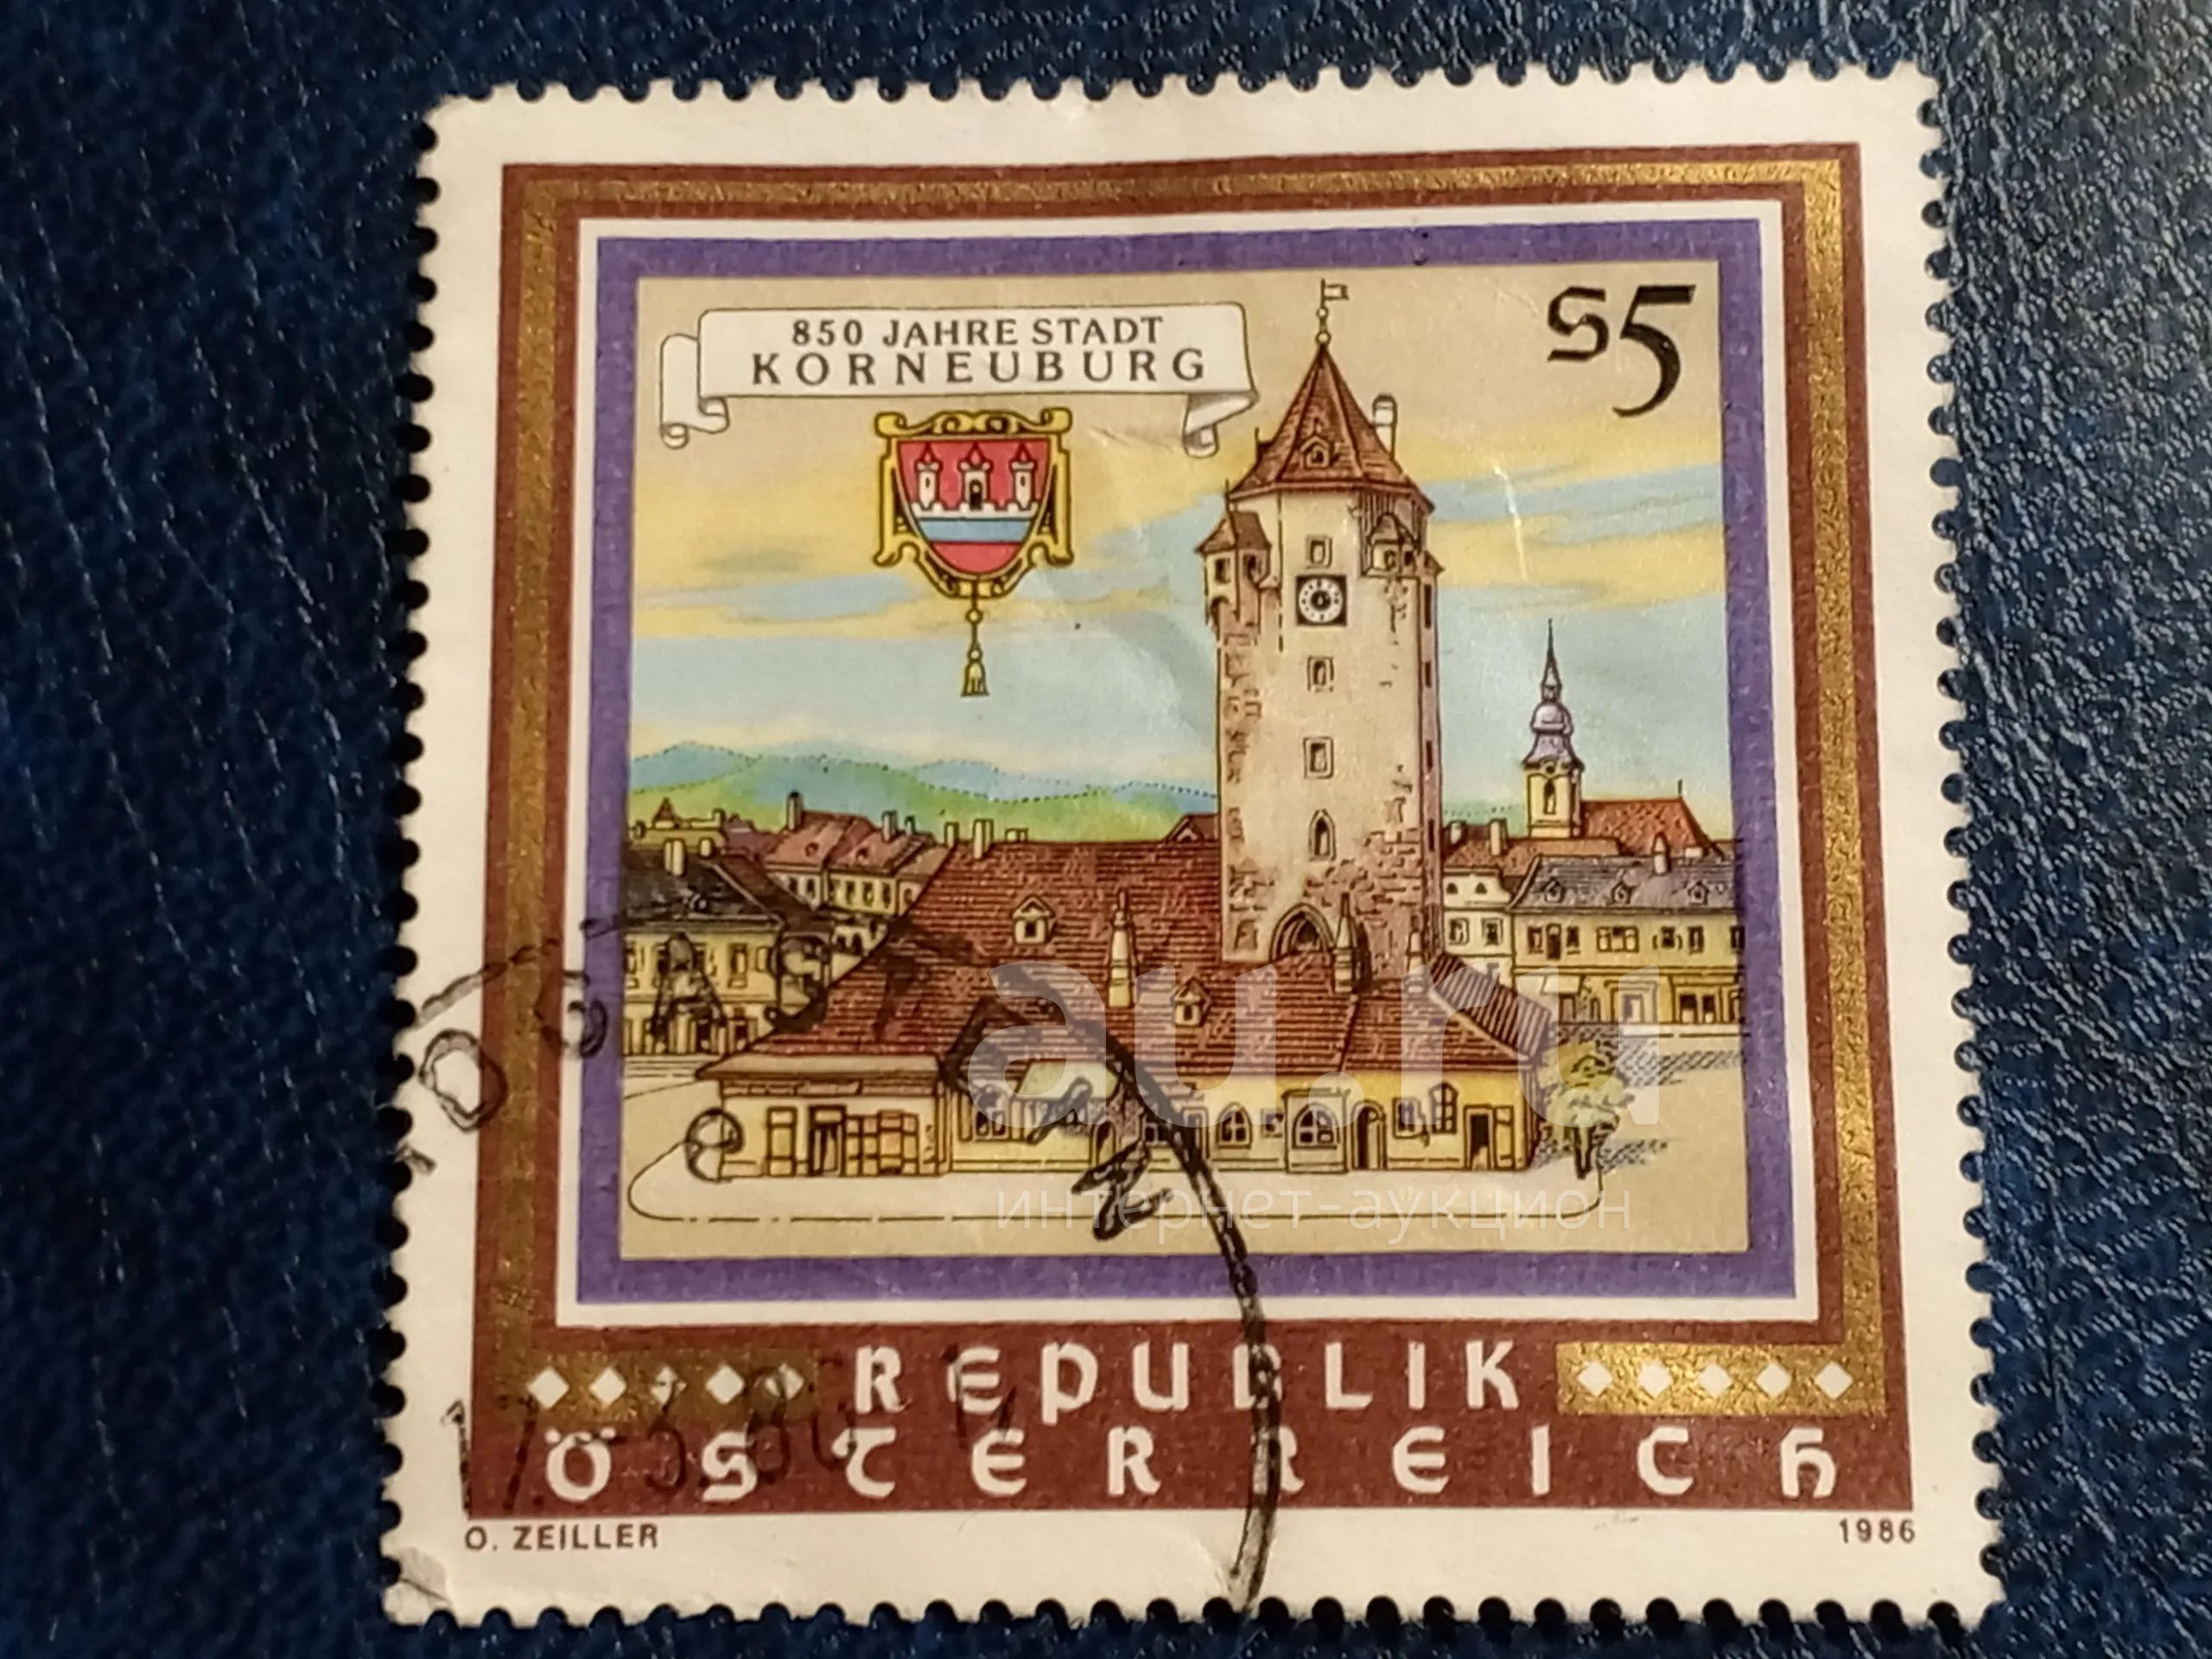 850 JAHRE STADT
KORNEUBURG
S5
au.ru
интернет-аукцион
REPUBLIK
ÖSTERREICH
O. ZEILLER
1986